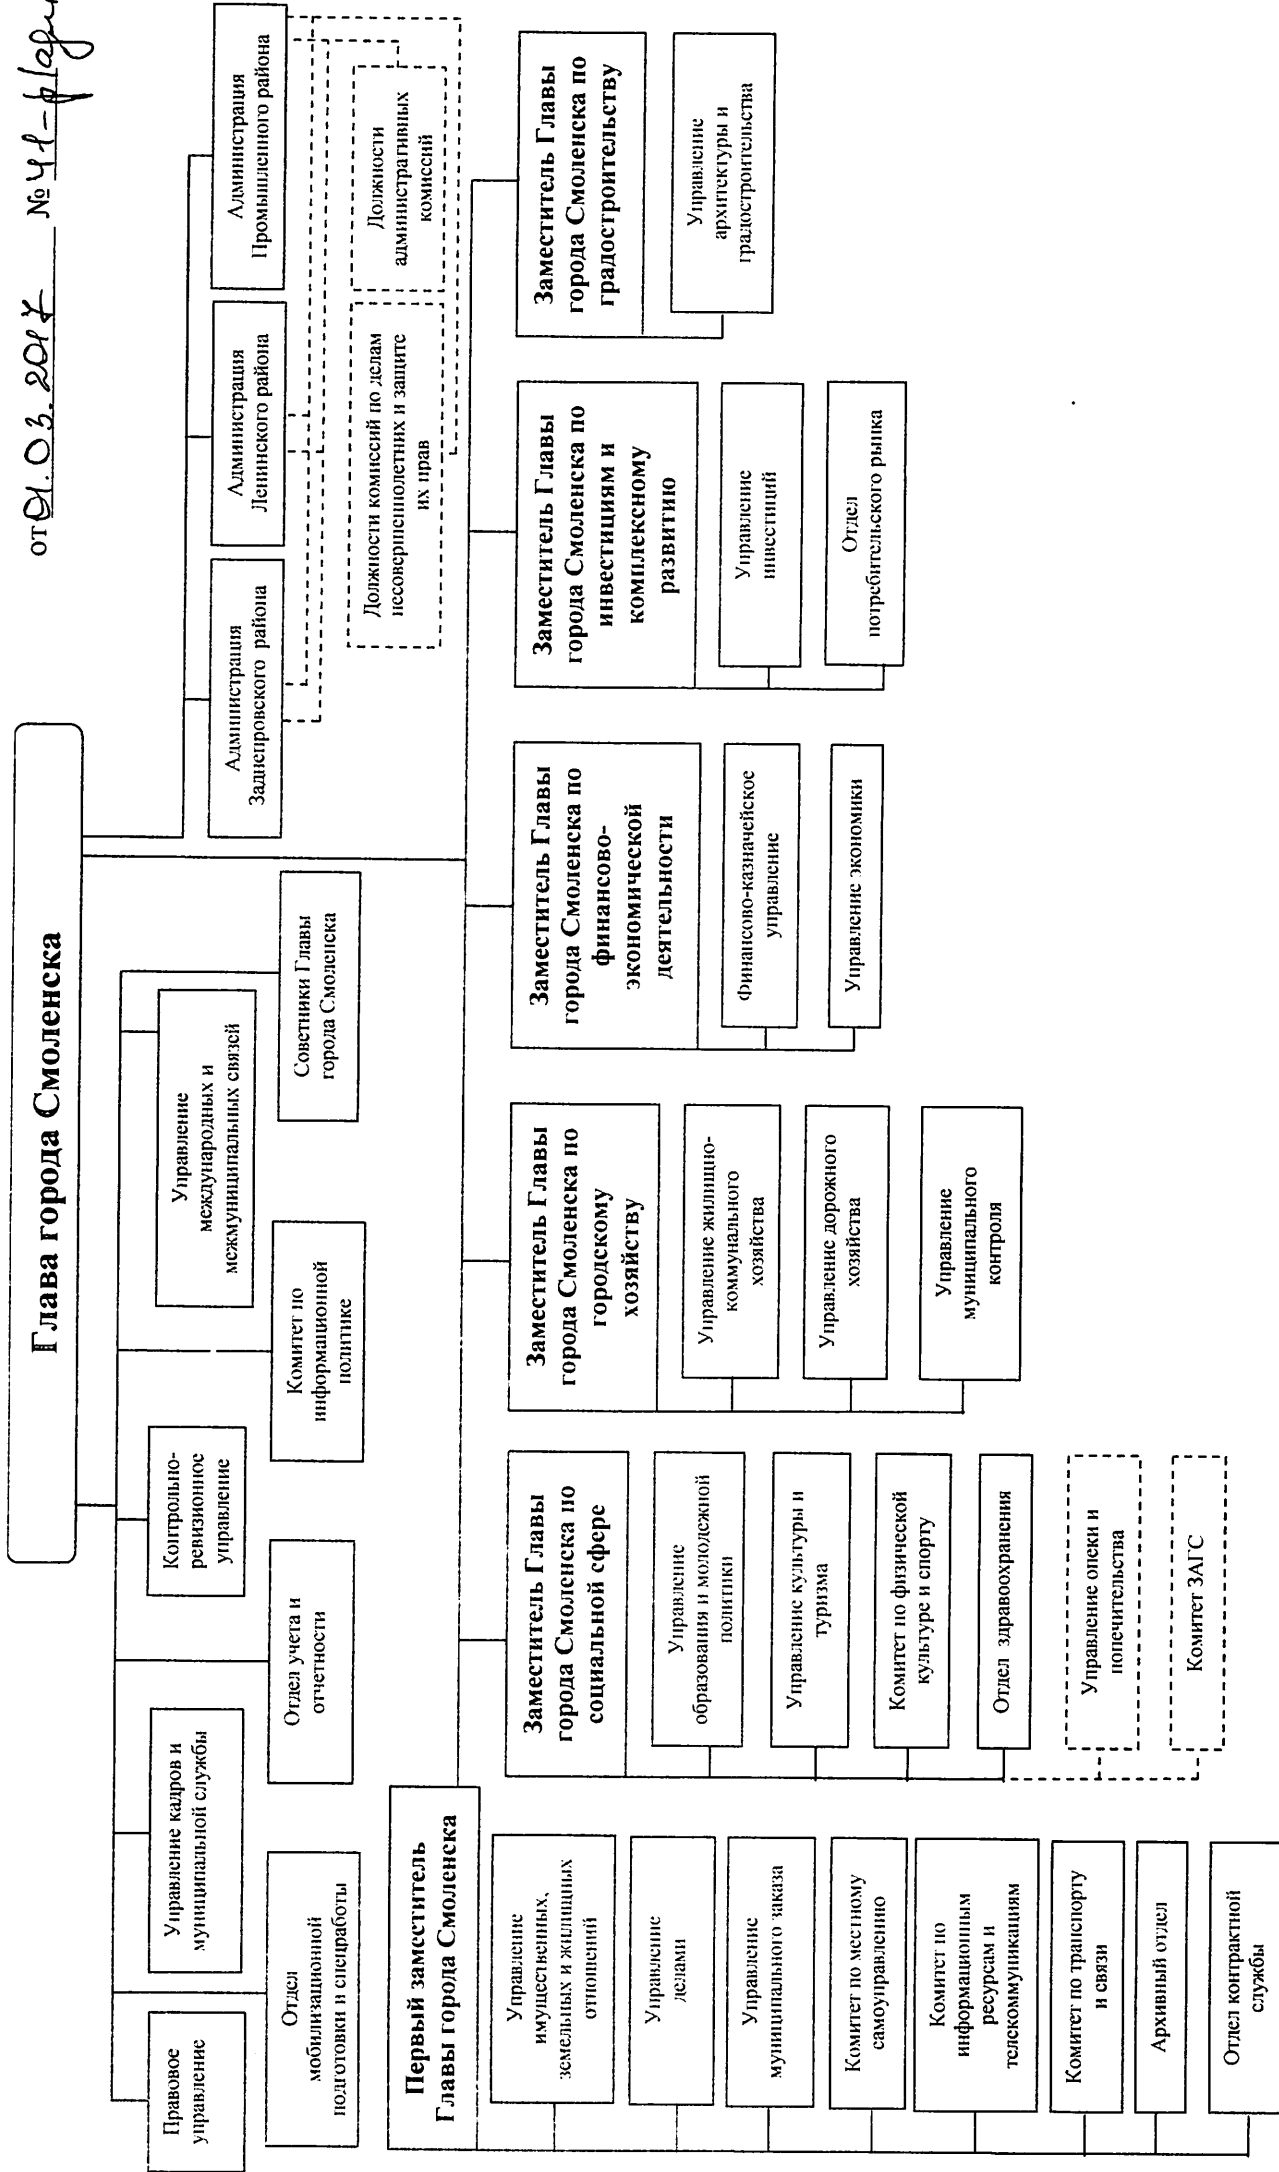 от 01.03.2017 № 41-р/адм
Глава города Смоленска
Правовое
управление
Управление кадров и
муниципальной службы
Контрольно-
ревизионное
управление
Управление
международных и
межмуниципальных связей
Администрация
Заднепровского района
Администрация
Ленинского района
Администрация
Промышленного района
Отдел
мобилизационной
подготовки и спецработы
Отдел учета и
отчетности
Комитет по
информационной
политике
Советники Главы
города Смоленска
Должности комиссий по делам
несовершеннолетних и защите
их прав
Должности
административных
комиссий
Первый заместитель
Главы города Смоленска
Управление
имущественных,
земельных и жилищных
отношений
Управление
делами
Управление
муниципального заказа
Комитет по местному
самоуправлению
Комитет по
информационным
ресурсам и
телекоммуникациям
Комитет по транспорту
и связи
Архивный отдел
Отдел контрактной
службы
Заместитель Главы
города Смоленска по
социальной сфере
Управление
образования и молодежной
политики
Управление культуры и
туризма
Комитет по физической
культуре и спорту
Отдел здравоохранения
Управление опеки и
попечительства
Комитет ЗАГС
Заместитель Главы
города Смоленска по
городскому
хозяйству
Управление жилищно-
коммунального
хозяйства
Управление дорожного
хозяйства
Управление
муниципального
контроля
Заместитель Главы
города Смоленска по
финансово-
экономической
деятельности
Финансово-казначейское
управление
Управление экономики
Заместитель Главы
города Смоленска по
инвестициям и
комплексному
развитию
Управление
инвестиций
Отдел
потребительского рынка
Заместитель Главы
города Смоленска по
градостроительству
Управление
архитектуры и
градостроительства